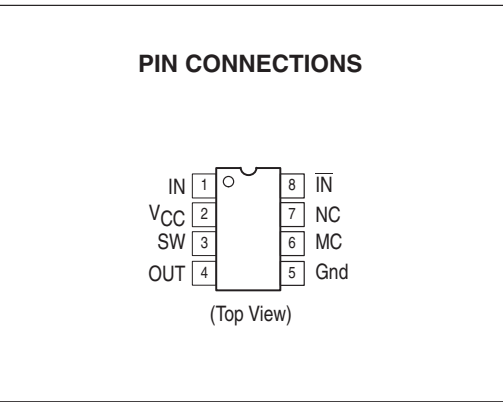 PIN CONNECTIONS
IN 1 8 I̅N̅
VCC 2 7 NC
SW 3 6 MC
OUT 4 5 Gnd
(Top View)